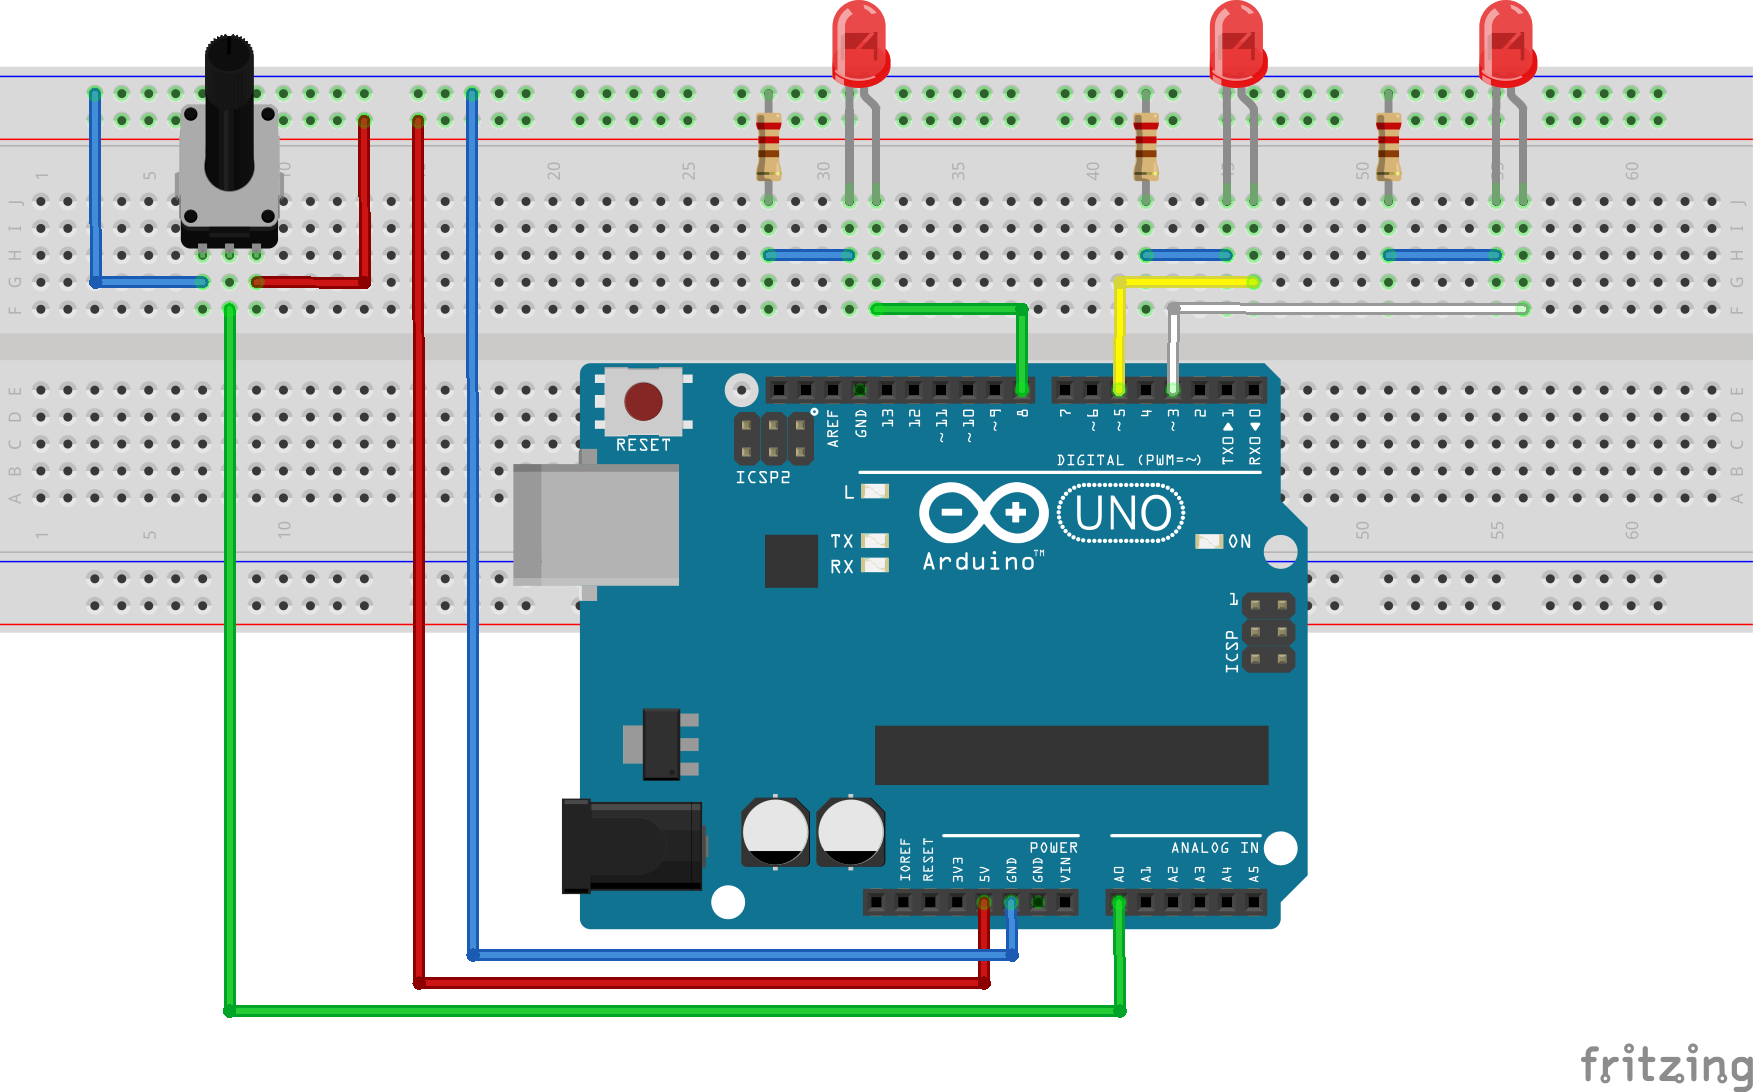 1
5
10
20
25
30
35
40
45
50
55
60
J
J
I
I
H
H
G
G
F
F
E
E
D
D
C
C
B
B
A
A
RESET
ICSP2
AREF
GND
13
12
~11
~10
~9
8
7
~6
~5
4
~3
2
TX0▶1
RX0◀0
DIGITAL (PWM=~)
L
TX
RX
UNO
Arduino™
ON
1
5
10
50
55
60
1
ICSP
POWER
ANALOG IN
IOREF
RESET
3V3
5V
GND
GND
VIN
A0
A1
A2
A3
A4
A5
fritzing